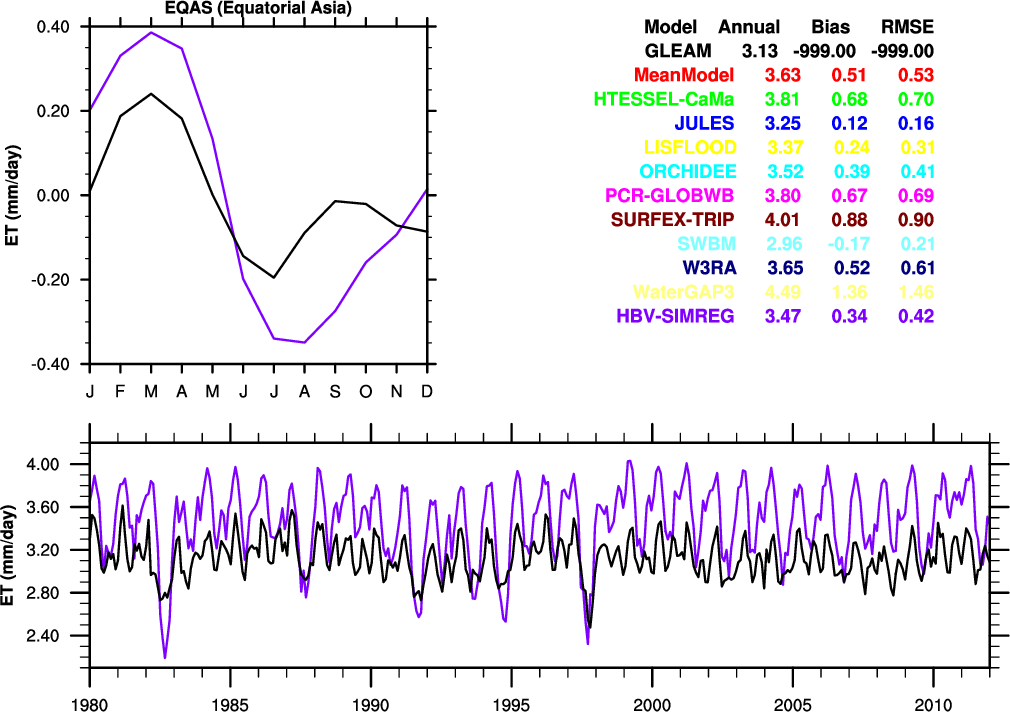 EQAS (Equatorial Asia)
0.40
0.20
0.00
-0.20
-0.40
ET (mm/day)
J F M A M J J A S O N D
Model Annual Bias RMSE
GLEAM 3.13 -999.00 -999.00
MeanModel 3.63 0.51 0.53
HTESSEL-CaMa 3.81 0.68 0.70
JULES 3.25 0.12 0.16
LISFLOOD 3.37 0.24 0.31
ORCHIDEE 3.52 0.39 0.41
PCR-GLOBWB 3.80 0.67 0.69
SURFEX-TRIP 4.01 0.88 0.90
SWBM 2.96 -0.17 0.21
W3RA 3.65 0.52 0.61
WaterGAP3 4.49 1.36 1.46
HBV-SIMREG 3.47 0.34 0.42
4.00
3.60
3.20
2.80
2.40
ET (mm/day)
1980 1985 1990 1995 2000 2005 2010